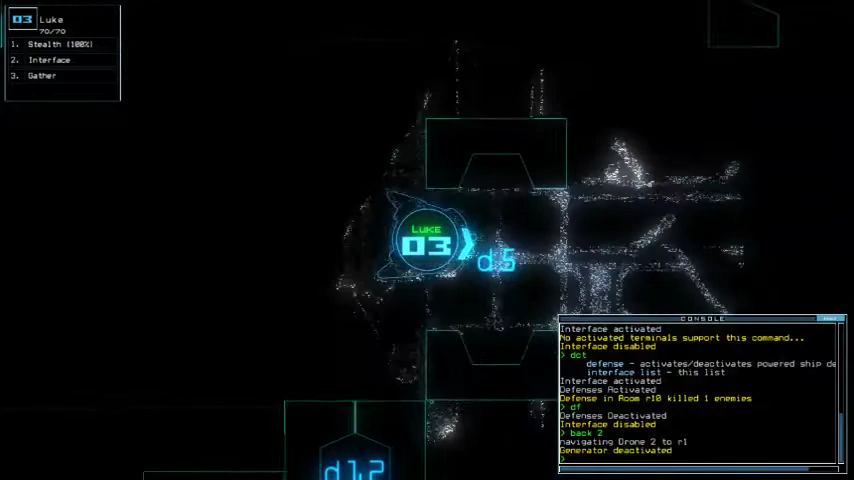 03 Luke
70/70
1. Stealth (100%)
2. Interface
3. Gather
Luke
03
d5
d12
CONSOLE
Interface activated
No activated terminals support this command...
Interface disabled
> dct
defense - activates/deactivates powered ship de
interface list - this list
Interface activated
Defenses Activated
Defense in Room r10 killed 1 enemies
> df
Defenses Deactivated
Interface disabled
> back 2
navigating Drone 2 to r1
Generator deactivated
>